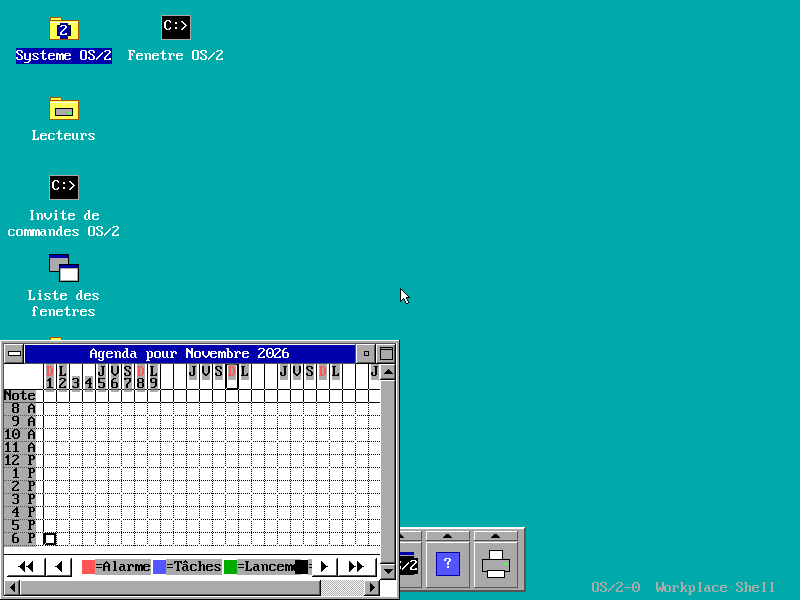 2
C:>
Systeme OS/2
Fenetre OS/2
Lecteurs
C:>
Invite de
commandes OS/2
Liste des
fenetres
Agenda pour Novembre 2026
D L J V S D L J V S D L J V S D L J
1 2 3 4 5 6 7 8 9
Note
8 A
9 A
10 A
11 A
12 P
1 P
2 P
3 P
4 P
5 P
6 P
=Alarme =Tâches =Lancem
/2
?
OS/2-0 Workplace Shell